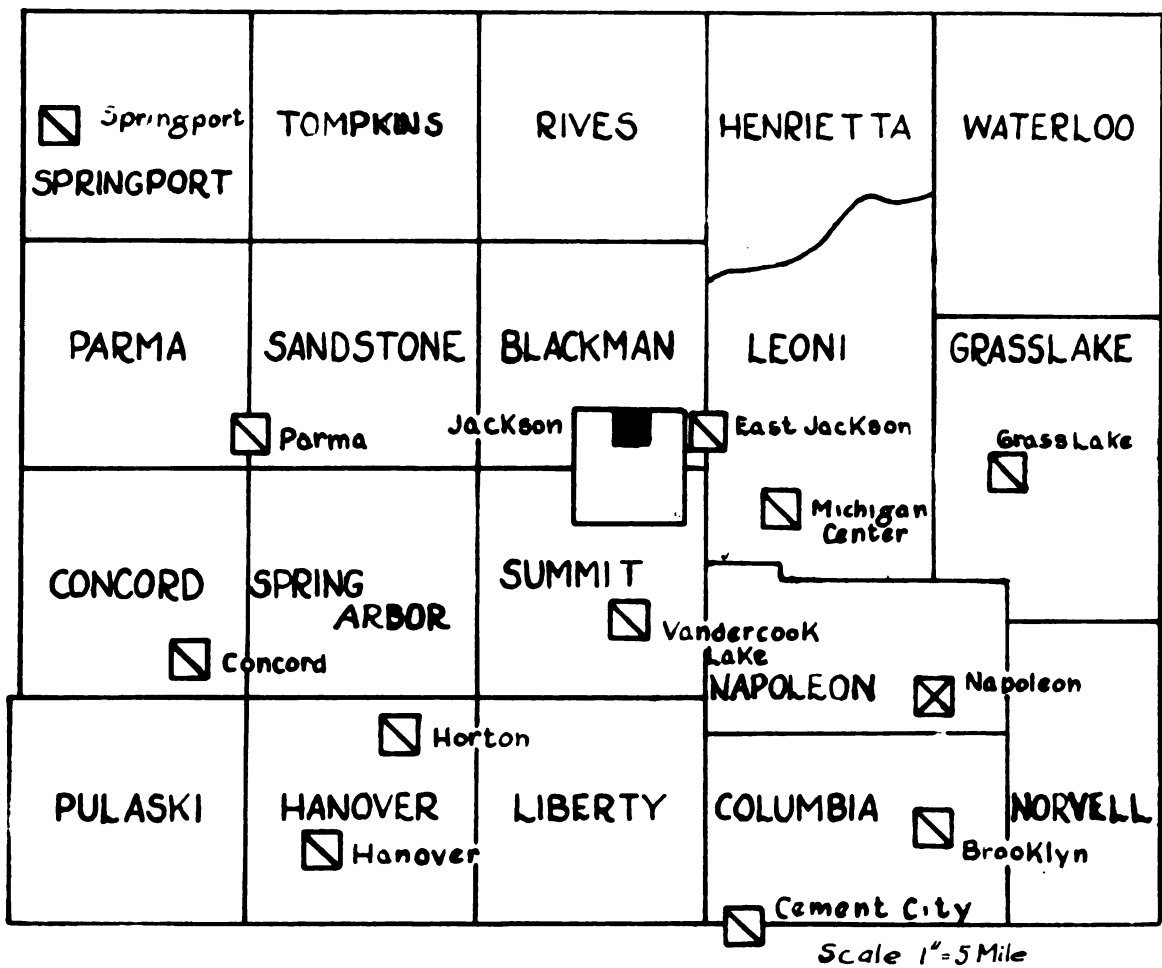 Springport
SPRINGPORT
TOMPKINS
RIVES
HENRIETTA
WATERLOO
PARMA
SANDSTONE
BLACKMAN
LEONI
GRASSLAKE
Parma
Jackson
East Jackson
Grass Lake
Michigan
Center
CONCORD
SPRING
ARBOR
SUMMIT
Concord
Vandercook
Lake
NAPOLEON
Napoleon
Horton
PULASKI
HANOVER
LIBERTY
COLUMBIA
NORVELL
Hanover
Brooklyn
Cement City
Scale 1"=5 Mile